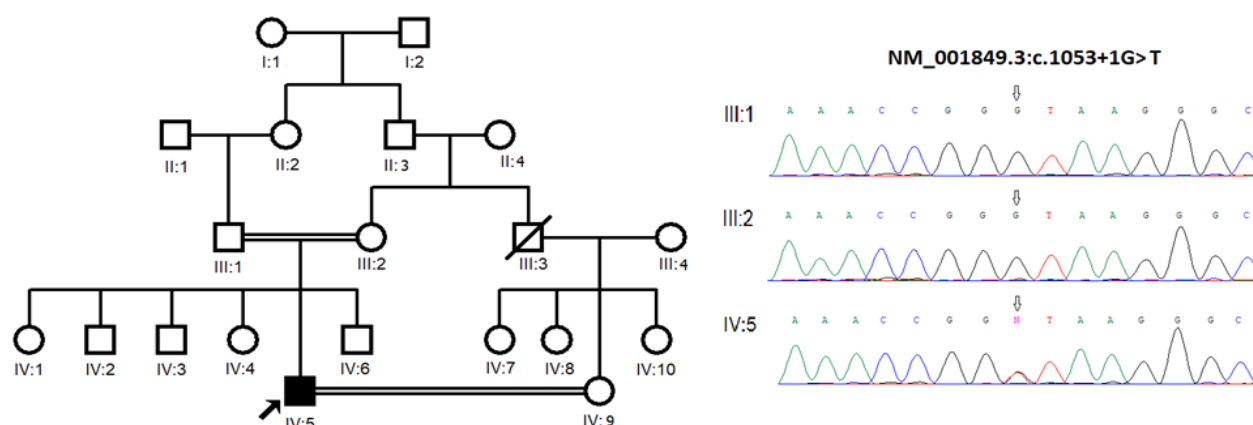 I:1 I:2
II:1 II:2 II:3 II:4
III:1 III:2 III:3 III:4
IV:1 IV:2 IV:3 IV:4 IV:6 IV:7 IV:8 IV:10
IV:5 IV:9
NM_001849.3:c.1053+1G>T
III:1 A A A C C G G G T A A G G G C
III:2 A A A C C G G G T A A G G G C
IV:5 A A A C C G G N T A A G G G C